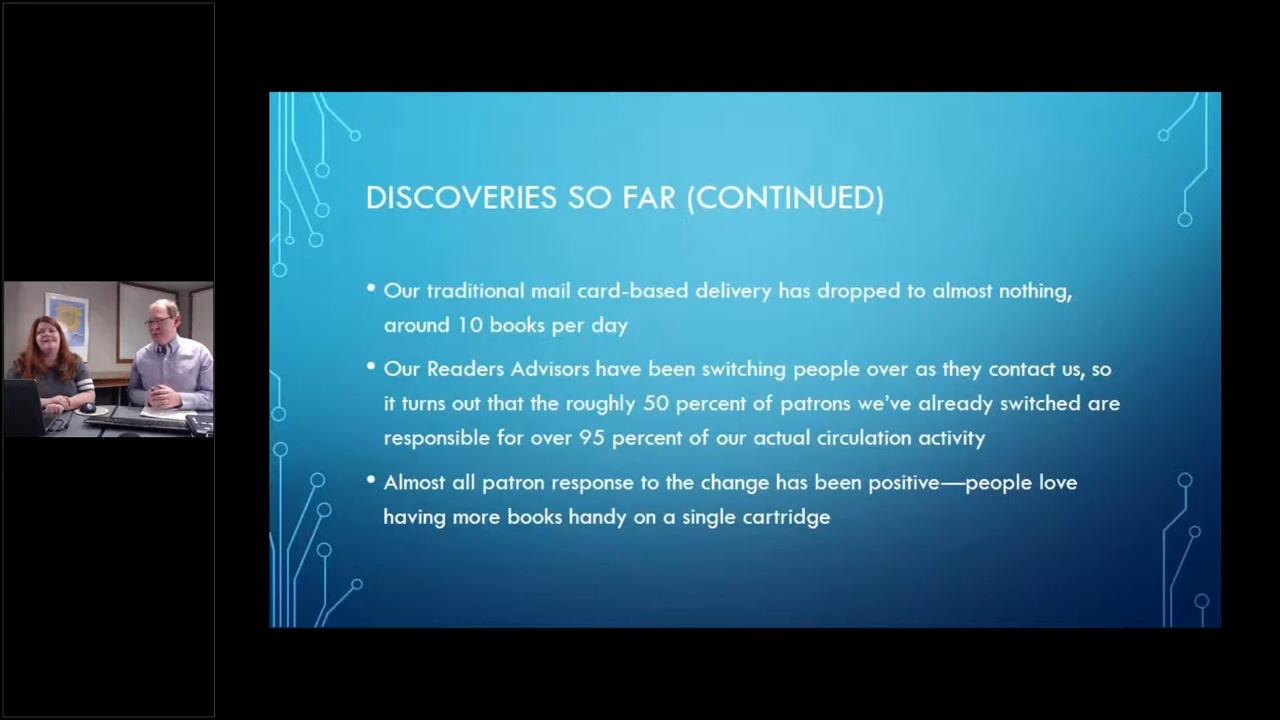 DISCOVERIES SO FAR (CONTINUED)
• Our traditional mail card-based delivery has dropped to almost nothing,
around 10 books per day
• Our Readers Advisors have been switching people over as they contact us, so
it turns out that the roughly 50 percent of patrons we’ve already switched are
responsible for over 95 percent of our actual circulation activity
• Almost all patron response to the change has been positive—people love
having more books handy on a single cartridge